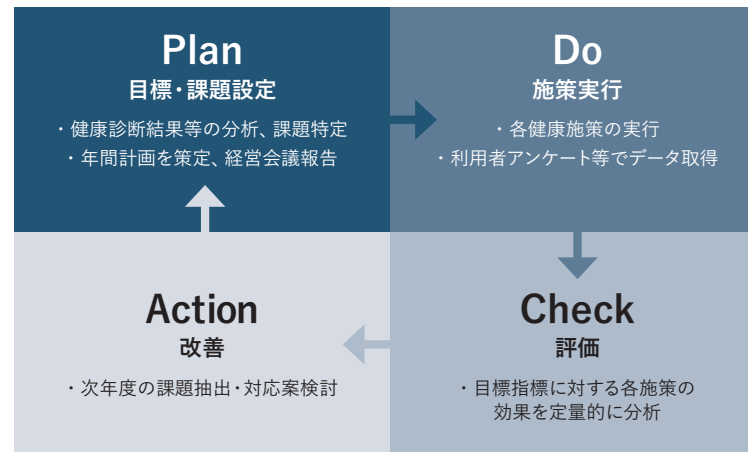 Plan
目標・課題設定
・健康診断結果等の分析、課題特定
・年間計画を策定、経営会議報告
Do
施策実行
・各健康施策の実行
・利用者アンケート等でデータ取得
Action
改善
・次年度の課題抽出・対応案検討
Check
評価
・目標指標に対する各施策の
効果を定量的に分析